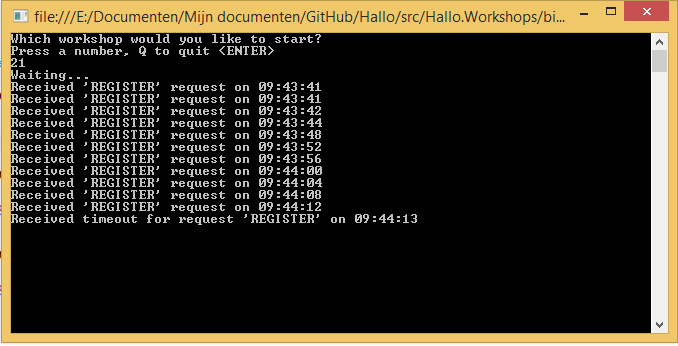 file:///E:/Documenten/Mijn documenten/GitHub/Hallo/src/Hallo.Workshops/bi...
Which workshop would you like to start?
Press a number, Q to quit <ENTER>
21
Waiting...
Received 'REGISTER' request on 09:43:41
Received 'REGISTER' request on 09:43:41
Received 'REGISTER' request on 09:43:42
Received 'REGISTER' request on 09:43:44
Received 'REGISTER' request on 09:43:48
Received 'REGISTER' request on 09:43:52
Received 'REGISTER' request on 09:43:56
Received 'REGISTER' request on 09:44:00
Received 'REGISTER' request on 09:44:04
Received 'REGISTER' request on 09:44:08
Received 'REGISTER' request on 09:44:12
Received timeout for request 'REGISTER' on 09:44:13